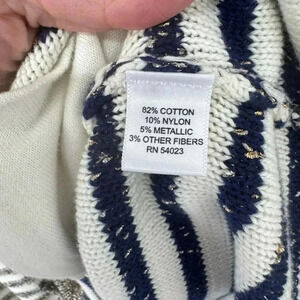 82% COTTON
10% NYLON
5% METALLIC
3% OTHER FIBERS
RN 54023